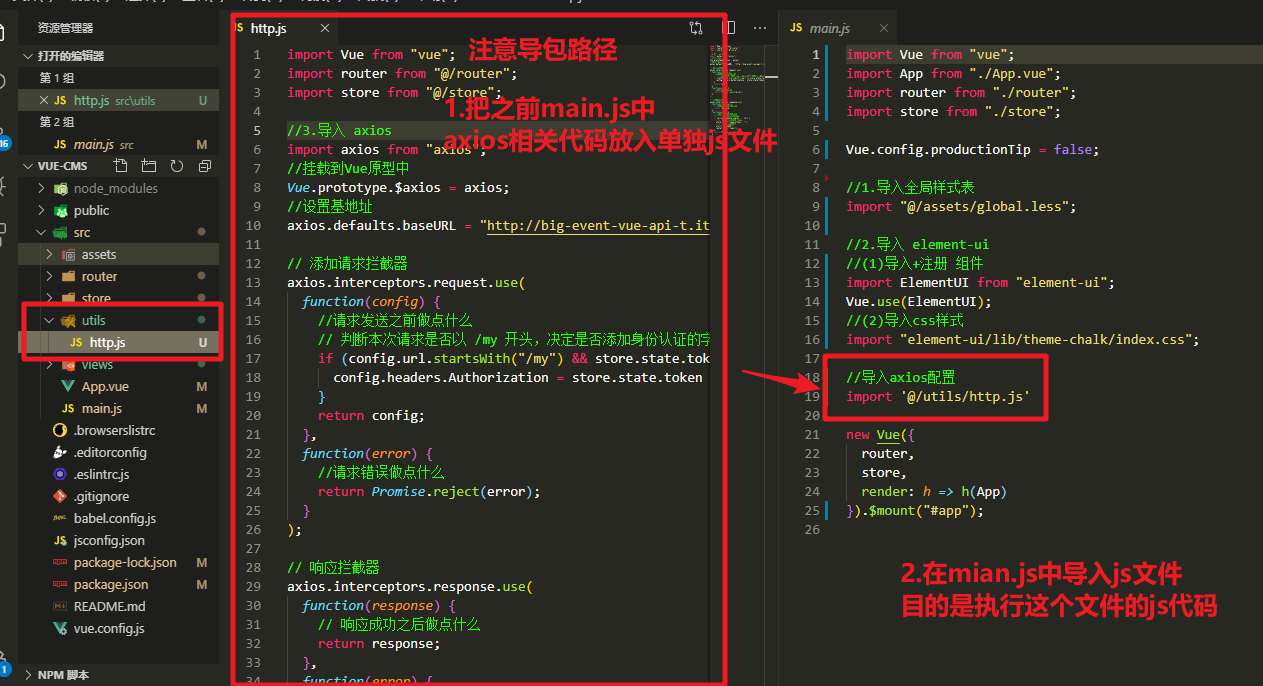 资源管理器
打开的编辑器
第 1 组
JS http.js src\utils U
第 2 组
JS main.js src M
VUE-CMS
node_modules
public
src
assets
router
store
utils
JS http.js U
views
App.vue M
JS main.js M
.browserslistrc
.editorconfig
.eslintrc.js
.gitignore
babel.config.js
jsconfig.json
package-lock.json M
package.json M
README.md
vue.config.js
NPM 脚本
16
1
JS http.js
1 import Vue from "vue";
2 import router from "@/router";
3 import store from "@/store";
4
5 //3.导入 axios
6 import axios from "axios";
7 //挂载到Vue原型中
8 Vue.prototype.$axios = axios;
9 //设置基地址
10 axios.defaults.baseURL = "http://big-event-vue-api-t.it
11
12 // 添加请求拦截器
13 axios.interceptors.request.use(
14 function(config) {
15 //请求发送之前做点什么
16 // 判断本次请求是否以 /my 开头，决定是否添加身份认证的字
17 if (config.url.startsWith("/my") && store.state.tok
18 config.headers.Authorization = store.state.token
19 }
20 return config;
21 },
22 function(error) {
23 //请求错误做点什么
24 return Promise.reject(error);
25 }
26 );
27
28 // 响应拦截器
29 axios.interceptors.response.use(
30 function(response) {
31 // 响应成功之后做点什么
32 return response;
33 },
34 function(error) {
注意导包路径
1.把之前main.js中
axios相关代码放入单独js文件
JS main.js
1 import Vue from "vue";
2 import App from "./App.vue";
3 import router from "./router";
4 import store from "./store";
5
6 Vue.config.productionTip = false;
7
8 //1.导入全局样式表
9 import "@/assets/global.less";
10
11 //2.导入 element-ui
12 //(1)导入+注册 组件
13 import ElementUI from "element-ui";
14 Vue.use(ElementUI);
15 //(2)导入css样式
16 import "element-ui/lib/theme-chalk/index.css";
17
18 //导入axios配置
19 import '@/utils/http.js'
20
21 new Vue({
22 router,
23 store,
24 render: h => h(App)
25 }).$mount("#app");
26
2.在mian.js中导入js文件
目的是执行这个文件的js代码